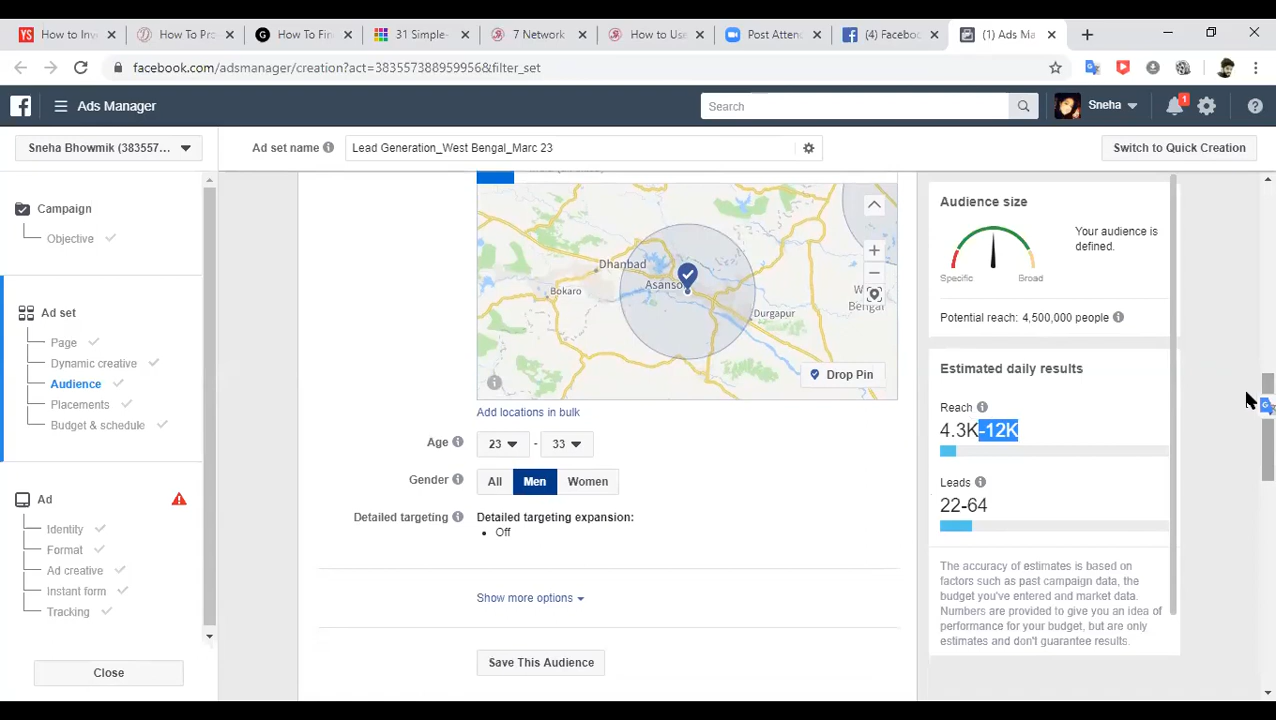 How to Inv
How To Pro
How To Fin
31 Simple-
7 Network
How to Use
Post Attend
(4) Faceboo
(1) Ads Ma
facebook.com/adsmanager/creation?act=383557388959956&filter_set
Ads Manager
Search
Sneha
1
Sneha Bhowmik (383557...
Ad set name
Lead Generation_West Bengal_Marc 23
Switch to Quick Creation
Campaign
Objective
Ad set
Page
Dynamic creative
Audience
Placements
Budget & schedule
Ad
Identity
Format
Ad creative
Instant form
Tracking
Close
Dhanbad
Asansol
Bokaro
Durgapur
West
Bengal
Drop Pin
Add locations in bulk
Age 23 - 33
Gender All Men Women
Detailed targeting Detailed targeting expansion:
• Off
Show more options
Save This Audience
Audience size
Your audience is
defined.
Specific Broad
Potential reach: 4,500,000 people
Estimated daily results
Reach
4.3K-12K
Leads
22-64
The accuracy of estimates is based on
factors such as past campaign data, the
budget you've entered and market data.
Numbers are provided to give you an idea of
performance for your budget, but are only
estimates and don't guarantee results.